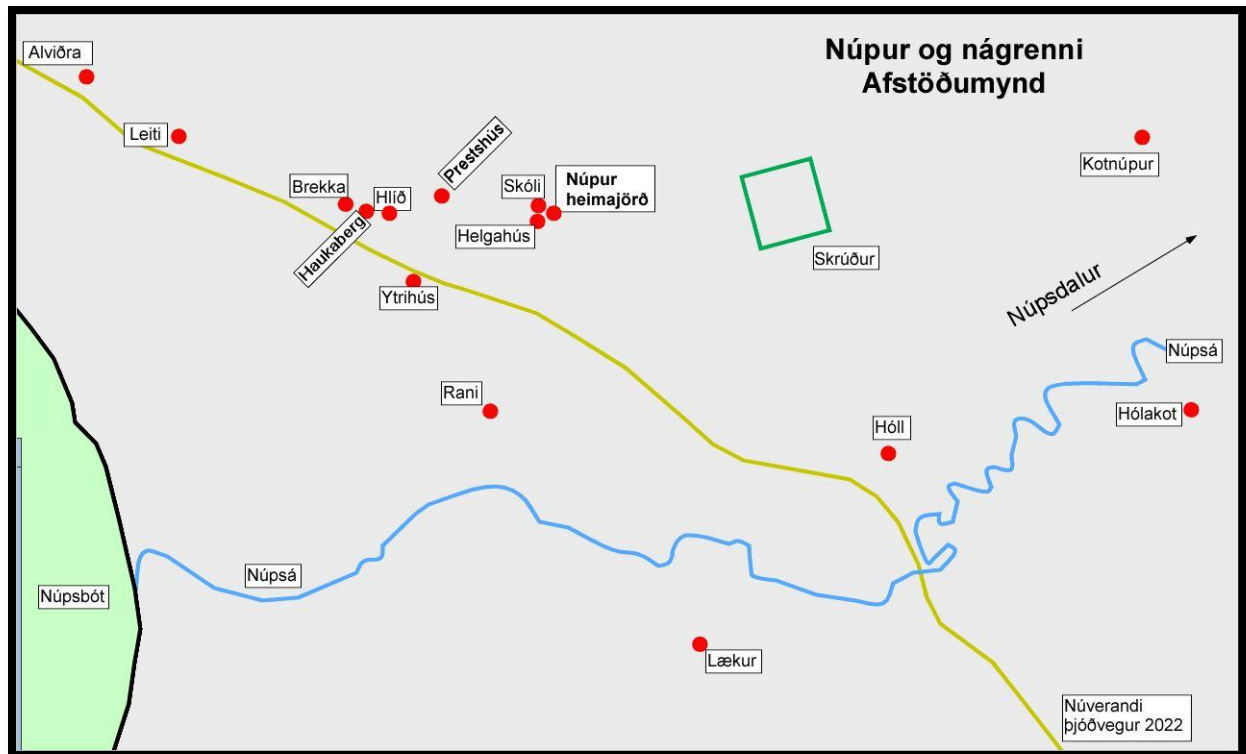 Núpur og nágrenni
Afstöðumynd
Alviðra
Leiti
Kotnúpur
Prestshús
Brekka
Hlíð
Skóli
Núpur
heimajörð
Haukaberg
Helgahús
Skrúður
Ytrihús
Núpsdalur
Núpsá
Rani
Hólakot
Hóll
Núpsá
Núpsbót
Lækur
Núverandi
þjóðvegur 2022